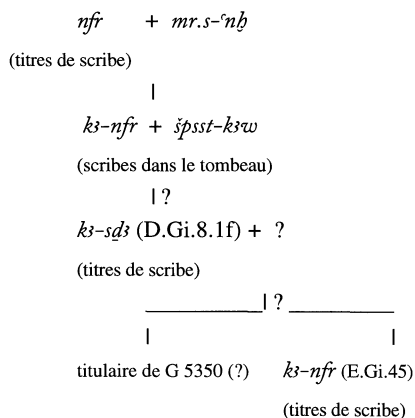 nfr + mr.s-ꜥnḫ
(titres de scribe)
|
kꜣ-nfr + špsst-kꜣw
(scribes dans le tombeau)
| ?
kꜣ-sḏꜣ (D.Gi.8.1f) + ?
(titres de scribe)
| ?
| |
titulaire de G 5350 (?) kꜣ-nfr (E.Gi.45)
(titres de scribe)